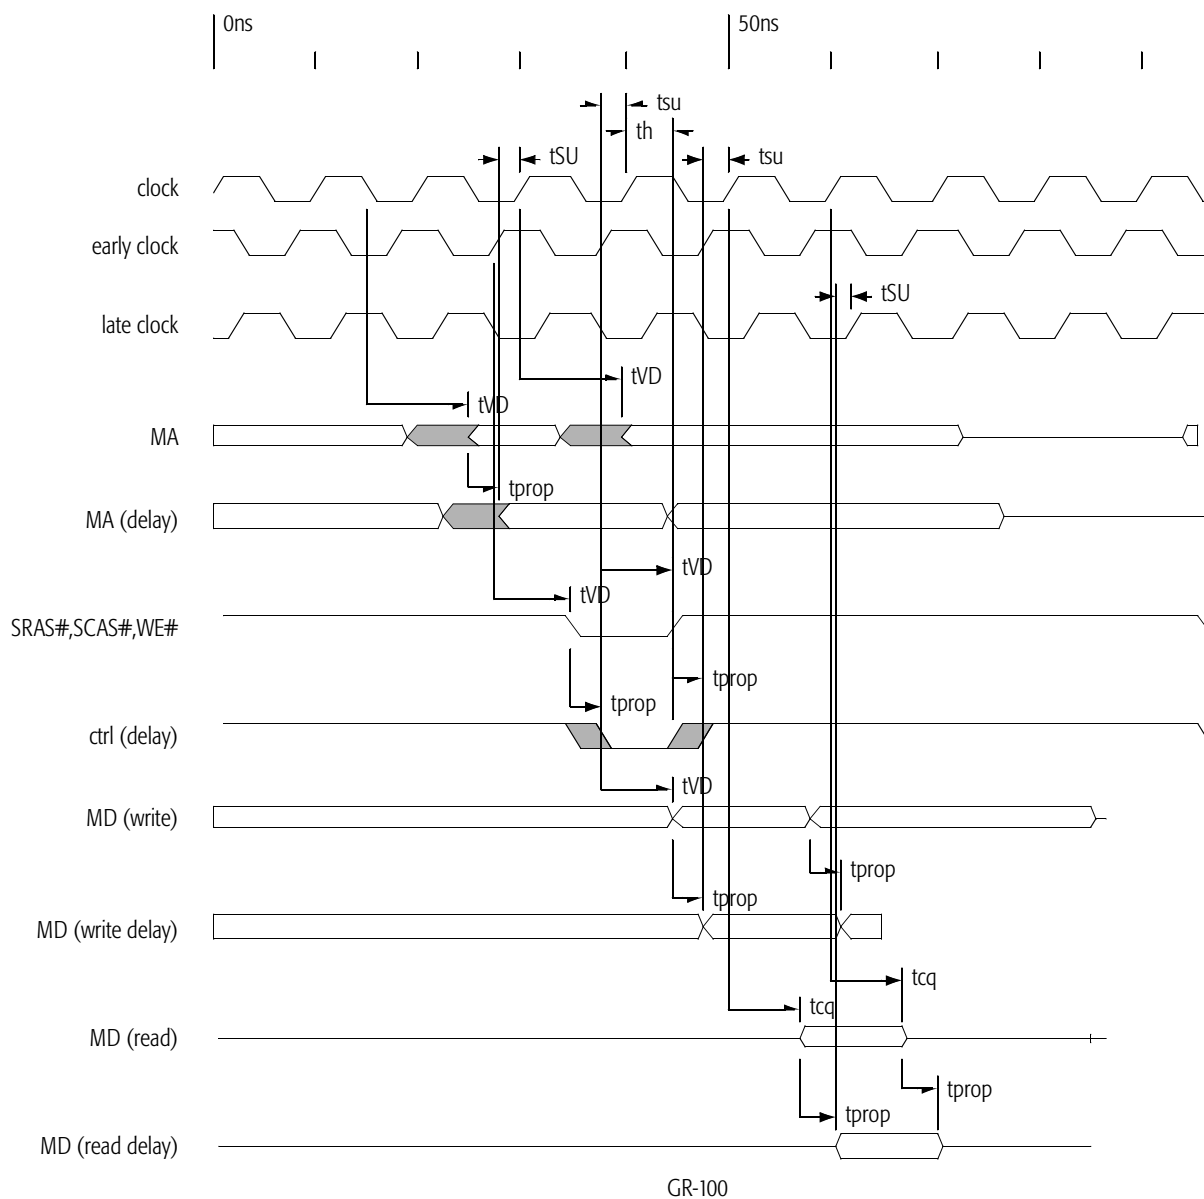 0ns 50ns
tsu
th
tSU tsu
clock
early clock
tSU
late clock
tVD
tVD
MA
tprop
MA (delay)
tVD
tVD
SRAS#,SCAS#,WE#
tprop
tprop
ctrl (delay)
tVD
MD (write)
tprop
tprop
MD (write delay)
tcq
tcq
MD (read)
tprop
tprop
MD (read delay)
GR-100